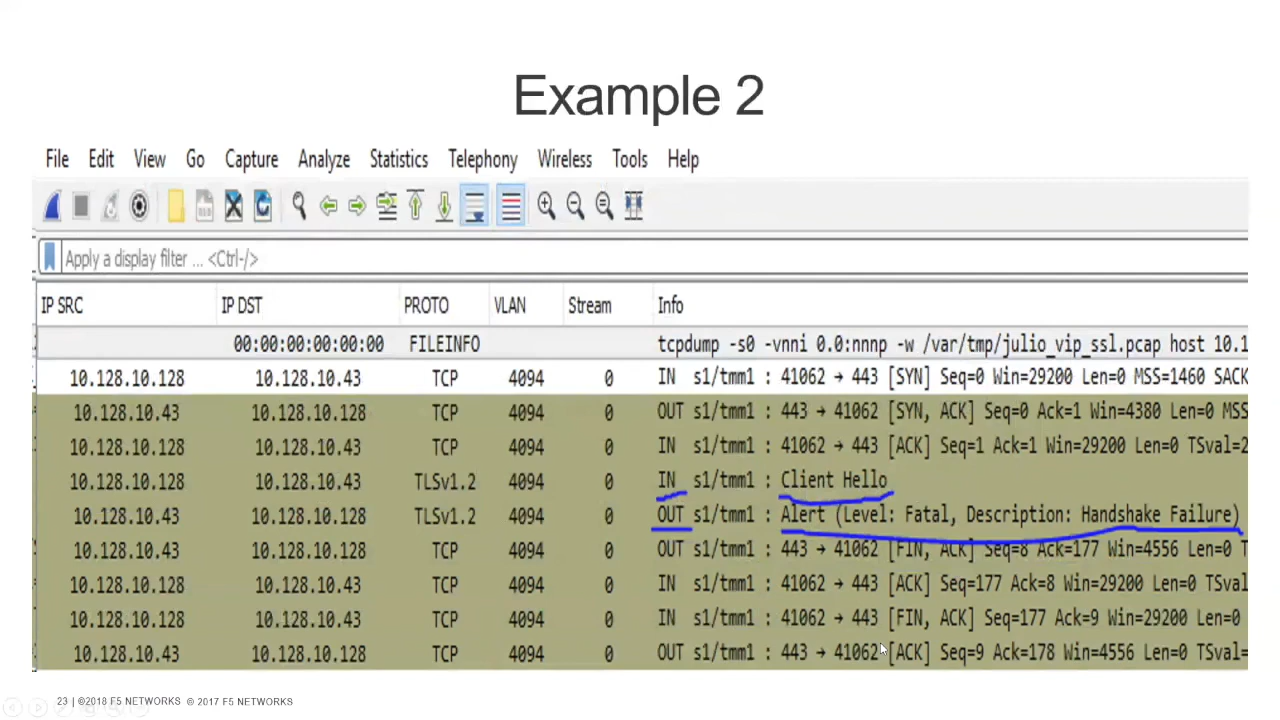 Example 2
File Edit View Go Capture Analyze Statistics Telephony Wireless Tools Help
Apply a display filter ... <Ctrl-/>
IP SRC IP DST PROTO VLAN Stream Info
00:00:00:00:00:00 FILEINFO tcpdump -s0 -vnni 0.0:nnnp -w /var/tmp/julio_vip_ssl.pcap host 10.1
10.128.10.128 10.128.10.43 TCP 4094 0 IN s1/tmm1 : 41062 → 443 [SYN] Seq=0 Win=29200 Len=0 MSS=1460 SACK
10.128.10.43 10.128.10.128 TCP 4094 0 OUT s1/tmm1 : 443 → 41062 [SYN, ACK] Seq=0 Ack=1 Win=4380 Len=0 MSS
10.128.10.128 10.128.10.43 TCP 4094 0 IN s1/tmm1 : 41062 → 443 [ACK] Seq=1 Ack=1 Win=29200 Len=0 TSval=2
10.128.10.128 10.128.10.43 TLSv1.2 4094 0 IN s1/tmm1 : Client Hello
10.128.10.43 10.128.10.128 TLSv1.2 4094 0 OUT s1/tmm1 : Alert (Level: Fatal, Description: Handshake Failure)
10.128.10.43 10.128.10.128 TCP 4094 0 OUT s1/tmm1 : 443 → 41062 [FIN, ACK] Seq=8 Ack=177 Win=4556 Len=0 T
10.128.10.128 10.128.10.43 TCP 4094 0 IN s1/tmm1 : 41062 → 443 [ACK] Seq=177 Ack=8 Win=29200 Len=0 TSval
10.128.10.128 10.128.10.43 TCP 4094 0 IN s1/tmm1 : 41062 → 443 [FIN, ACK] Seq=177 Ack=9 Win=29200 Len=0
10.128.10.43 10.128.10.128 TCP 4094 0 OUT s1/tmm1 : 443 → 41062 [ACK] Seq=9 Ack=178 Win=4556 Len=0 TSval=
23 | ©2018 F5 NETWORKS © 2017 F5 NETWORKS